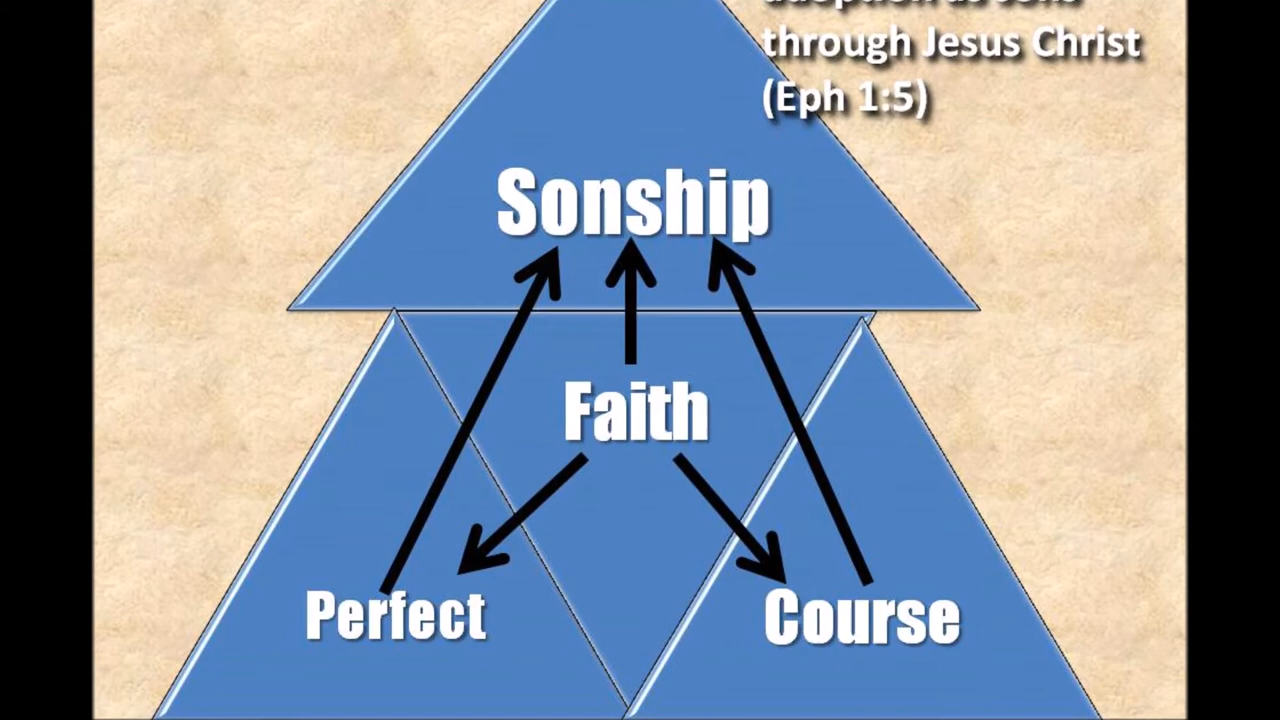 through Jesus Christ
(Eph 1:5)
Sonship
Faith
Perfect
Course